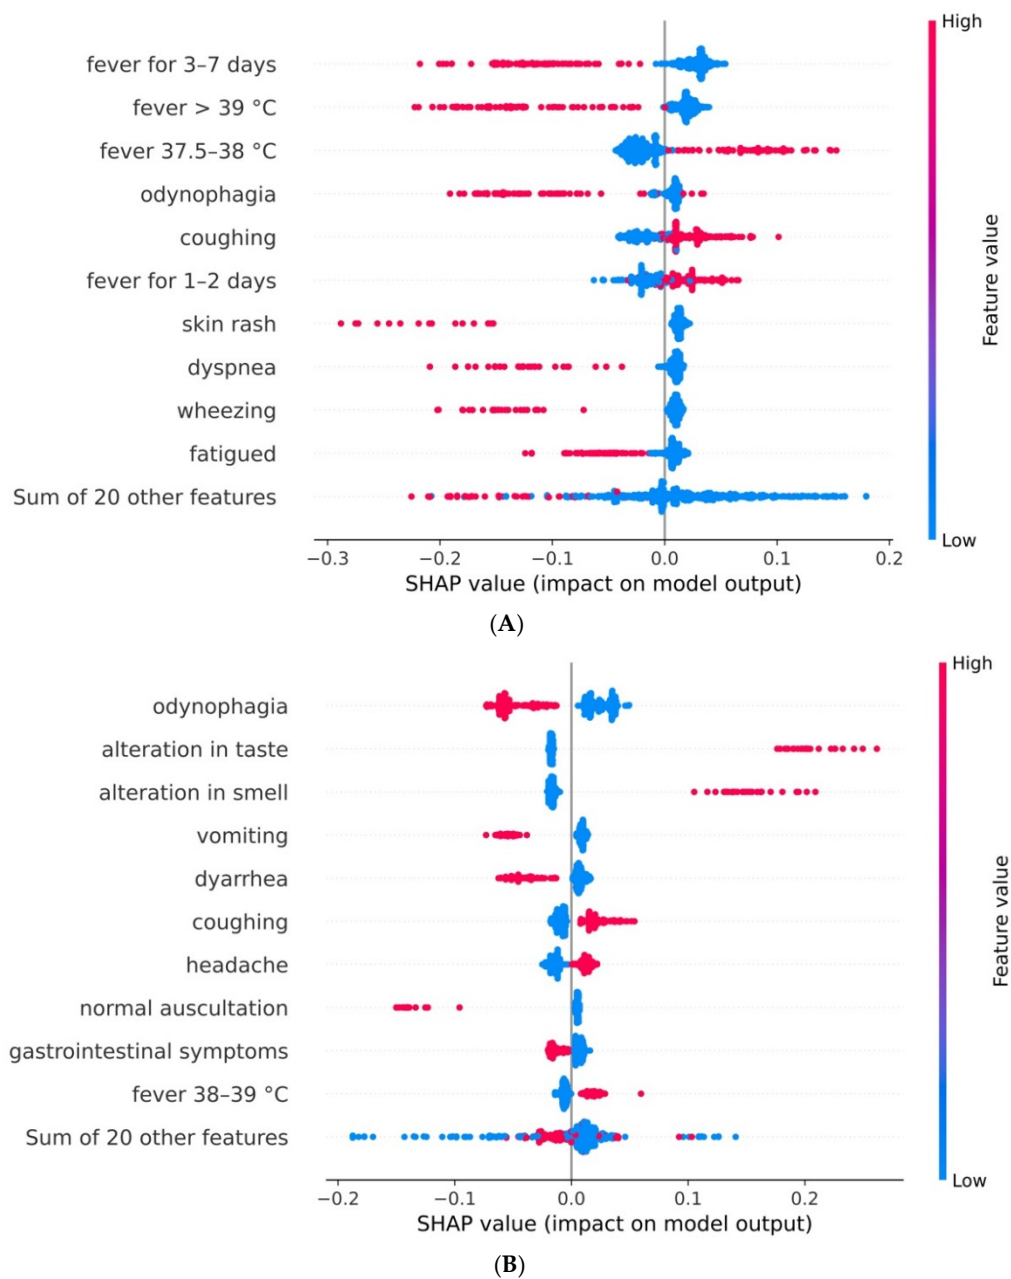 High
fever for 3–7 days
fever > 39 °C
fever 37.5–38 °C
odynophagia
coughing
fever for 1–2 days
skin rash
dyspnea
wheezing
fatigued
Sum of 20 other features
Feature value
Low
−0.3 −0.2 −0.1 0.0 0.1 0.2
SHAP value (impact on model output)
(A)
High
odynophagia
alteration in taste
alteration in smell
vomiting
dyarrhea
coughing
headache
normal auscultation
gastrointestinal symptoms
fever 38–39 °C
Sum of 20 other features
Feature value
Low
−0.2 −0.1 0.0 0.1 0.2
SHAP value (impact on model output)
(B)